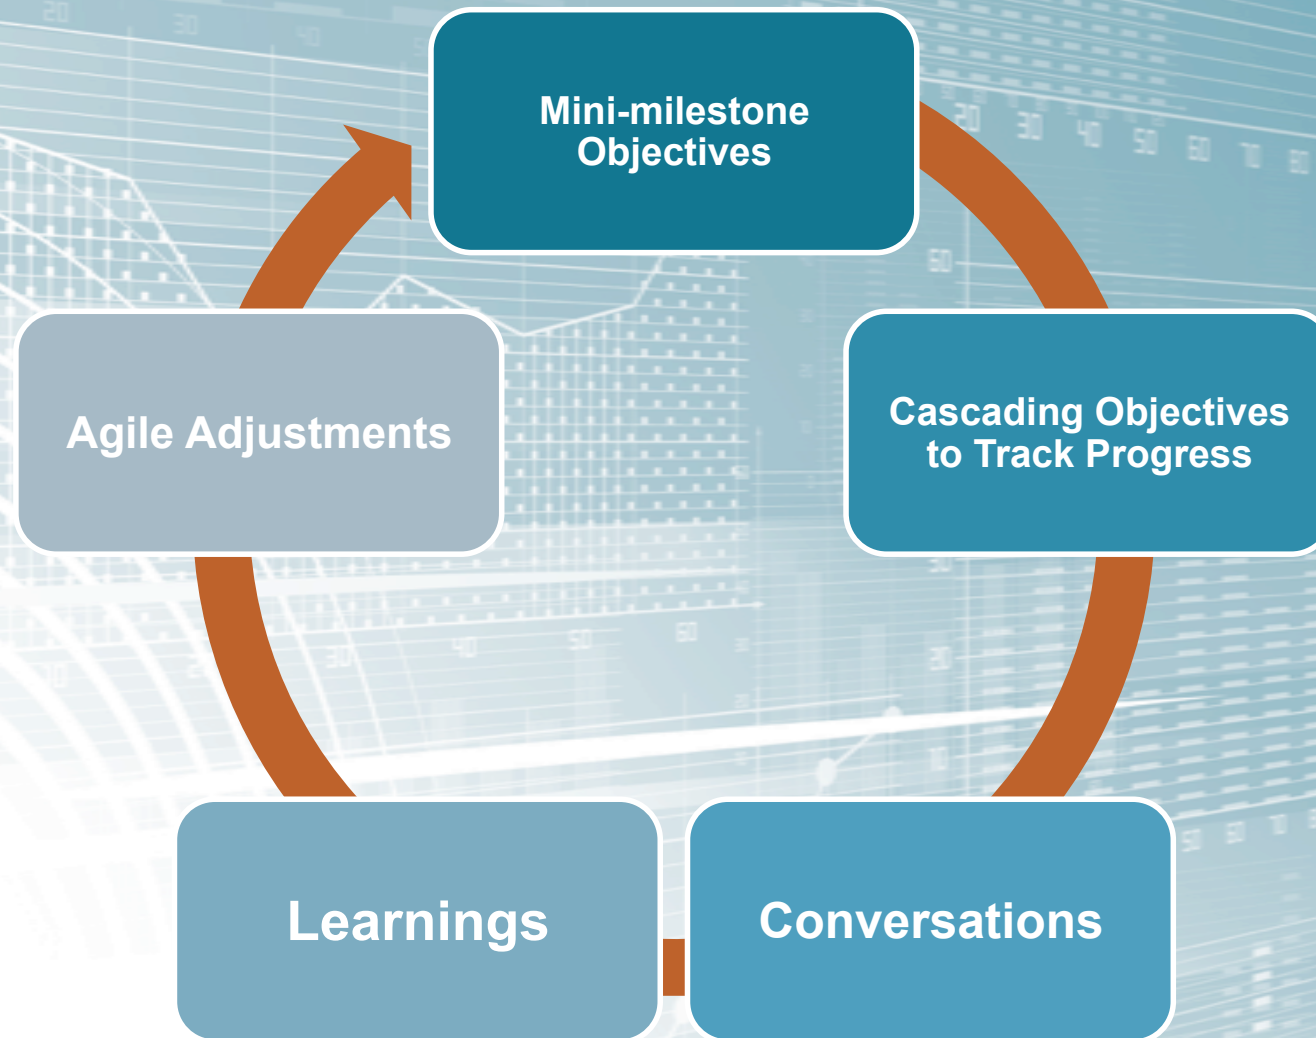 Mini-milestone
Objectives
Cascading Objectives
to Track Progress
Conversations
Learnings
Agile Adjustments